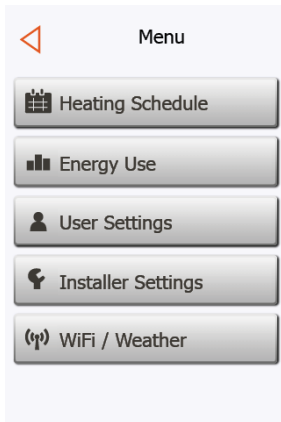 Menu
Heating Schedule
Energy Use
User Settings
Installer Settings
WiFi / Weather